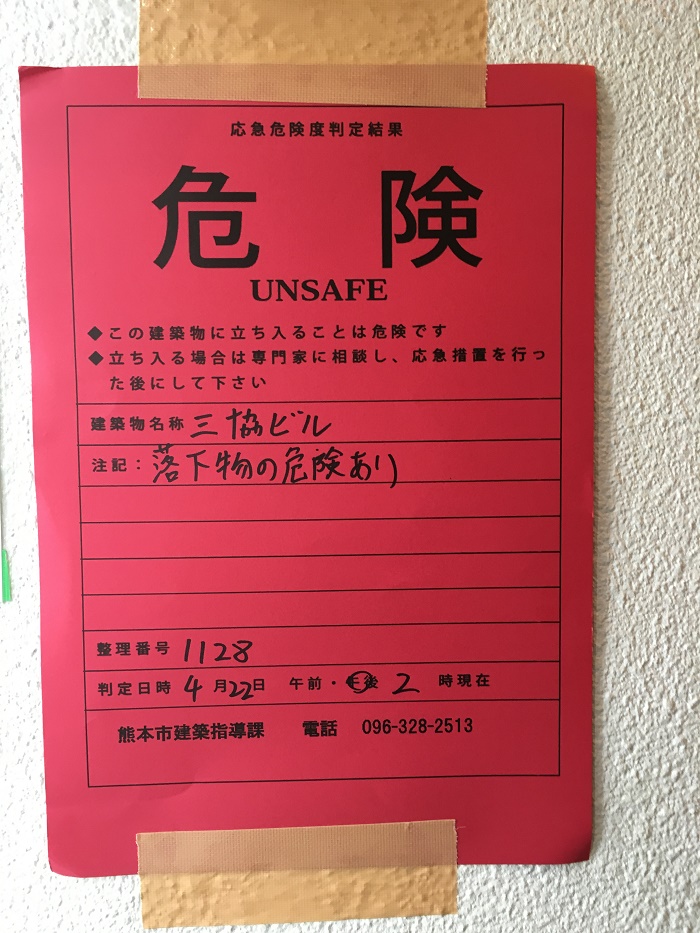 応急危険度判定結果
危険
UNSAFE
◆この建築物に立ち入ることは危険です
◆立ち入る場合は専門家に相談し、応急措置を行っ
た後にして下さい
建築物名称 三協ビル
注記：落下物の危険あり
整理番号 1128
判定日時 4月22日 午前・午後 2 時現在
熊本市建築指導課 電話 096-328-2513